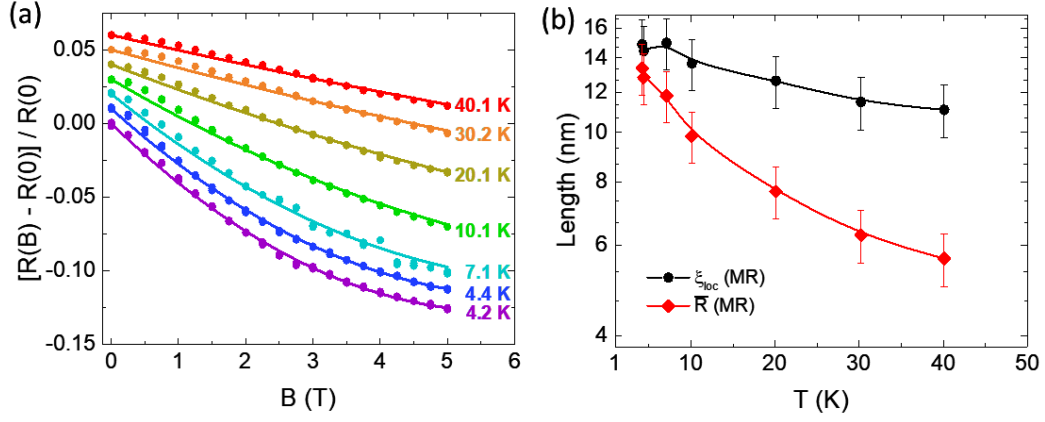 (a)
[R(B) - R(0)] / R(0)
0.05
0.00
-0.05
-0.10
-0.15
40.1 K
30.2 K
20.1 K
10.1 K
7.1 K
4.4 K
4.2 K
0 1 2 3 4 5 6
B (T)
(b)
Length (nm)
16
14
12
10
8
6
4
ξloc (MR)
R̅ (MR)
1 10 20 30 40 50
T (K)